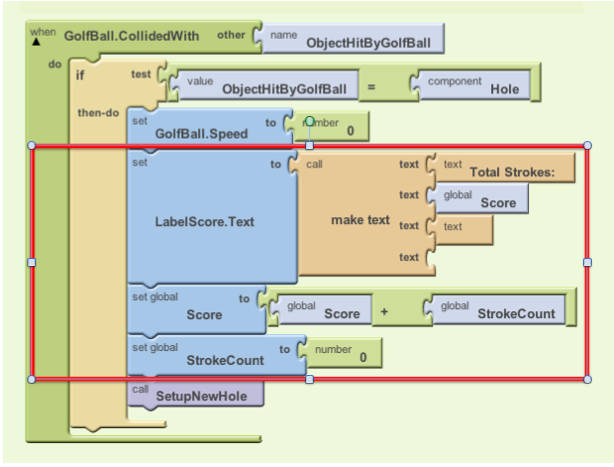 when GolfBall.CollidedWith other name ObjectHitByGolfBall
do if test value ObjectHitByGolfBall = component Hole
then-do set GolfBall.Speed to number 0
set LabelScore.Text to call make text text text Total Strokes:
text global Score
text text
text
set global Score to global Score + global StrokeCount
set global StrokeCount to number 0
call SetupNewHole